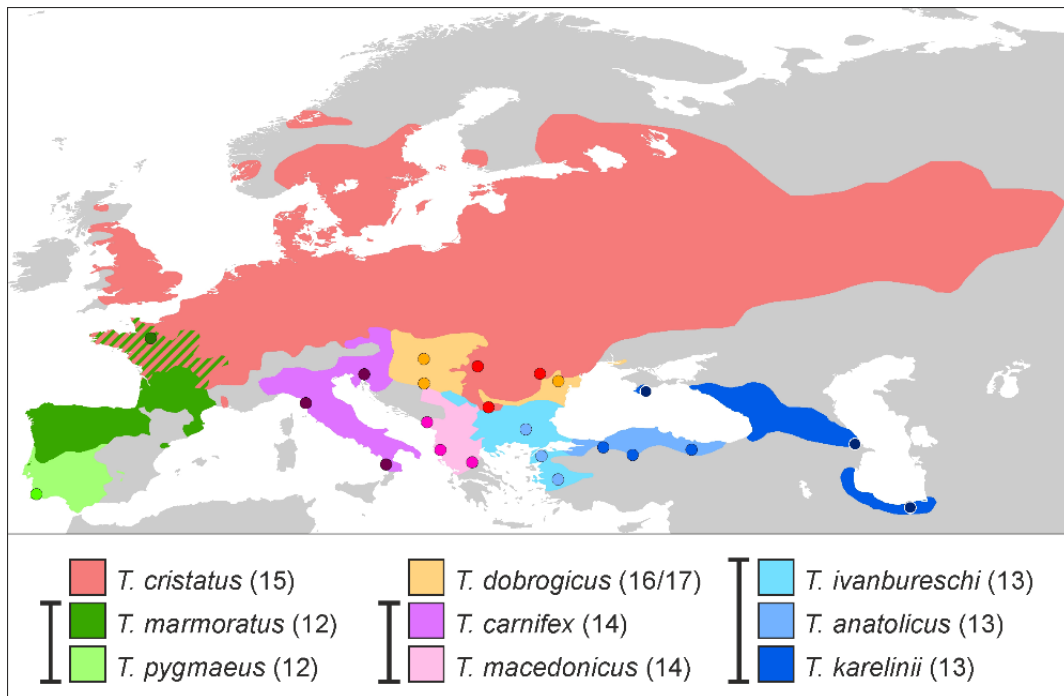 T. cristatus (15)
T. marmoratus (12)
T. pygmaeus (12)
T. dobrogicus (16/17)
T. carnifex (14)
T. macedonicus (14)
T. ivanbureschi (13)
T. anatolicus (13)
T. karelinii (13)